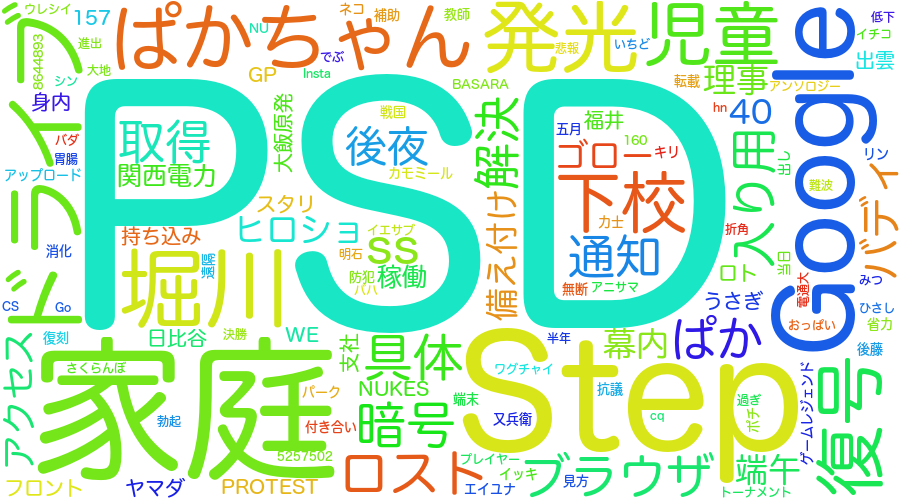 ウレシイ
157
進出
8644893
ドライブ
シン
大地
身内
バダ
胃腸
アップロード
消化
CS
Go
復刻
アクセス
フロント
ぱかちゃん
ネコ
補助
教師
NU
でぶ
GP
Insta
BASARA
発光
悲報
いちど
児童
低下
イチコ
出雲
転載
理事
アンソロジー
hn
40
Google
PSD
取得
関西電力
大飯原発
スタリ
ヒロショ
持ち込み
堀川
遠隔
日比谷
決勝
WE
戦国
後夜
カモミール
イエサブ
ss
明石
防犯
パパ
稼働
解決
備え付け
五月
福井
160
ゴロー
キリ
下校
力士
通知
無断
アニサマ
入り用
出し
難波
リン
折角
ロト
当日
バディ
みつ
電通大
うさぎ
ひさし
おっぱい
省力
後藤
ぱか
幕内
半年
家庭
さくらんぼ
勃起
支社
具体
NUKES
パーク
付き合い
暗号
端末
5257502
PROTEST
ヤマダ
ロスト
Step
ワグチャイ
抗議
又兵衛
cq
過ぎ
ポチ
ゲームレジェンド
復号
プレイヤー
イッキ
エイユナ
見方
ブラウザ
端午
トーナメント